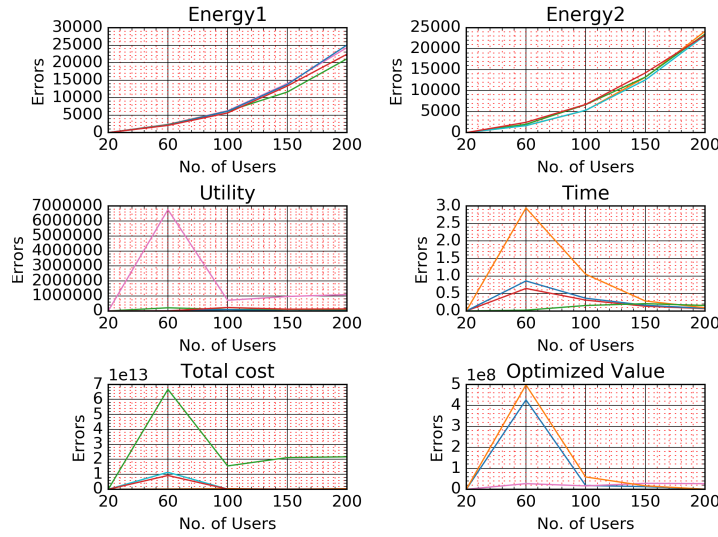 Energy1
30000
25000
20000
15000
10000
5000
0
Errors
20 60 100 150 200
No. of Users
Energy2
25000
20000
15000
10000
5000
0
Errors
20 60 100 150 200
No. of Users
Utility
7000000
6000000
5000000
4000000
3000000
2000000
1000000
0
Errors
20 60 100 150 200
No. of Users
Time
3.0
2.5
2.0
1.5
1.0
0.5
0.0
Errors
20 60 100 150 200
No. of Users
Total cost
1e13
7
6
5
4
3
2
1
0
Errors
20 60 100 150 200
No. of Users
Optimized Value
1e8
5
4
3
2
1
0
Errors
20 60 100 150 200
No. of Users